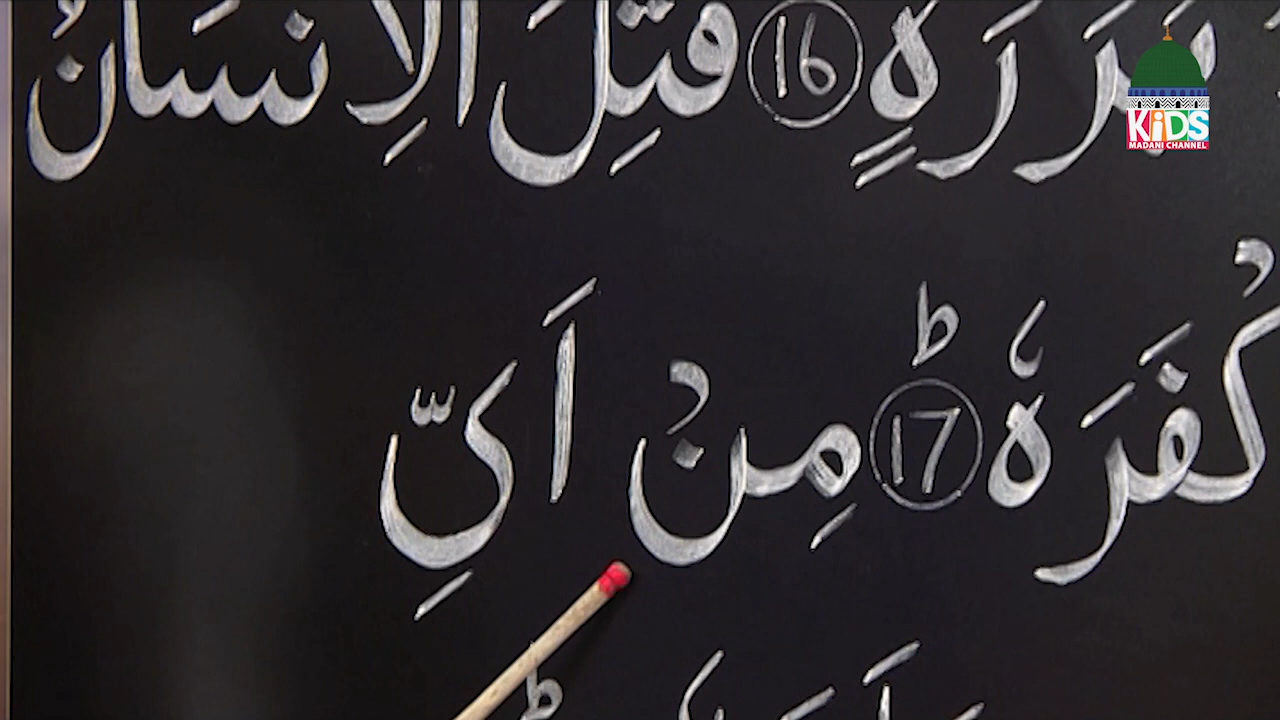 بَرَرَةٍ 16 قُتِلَ الْاِنْسَانُ
KiDS
MADANI CHANNEL
اَكْفَرَهٗ ؕ 17 مِنْ اَیِّ